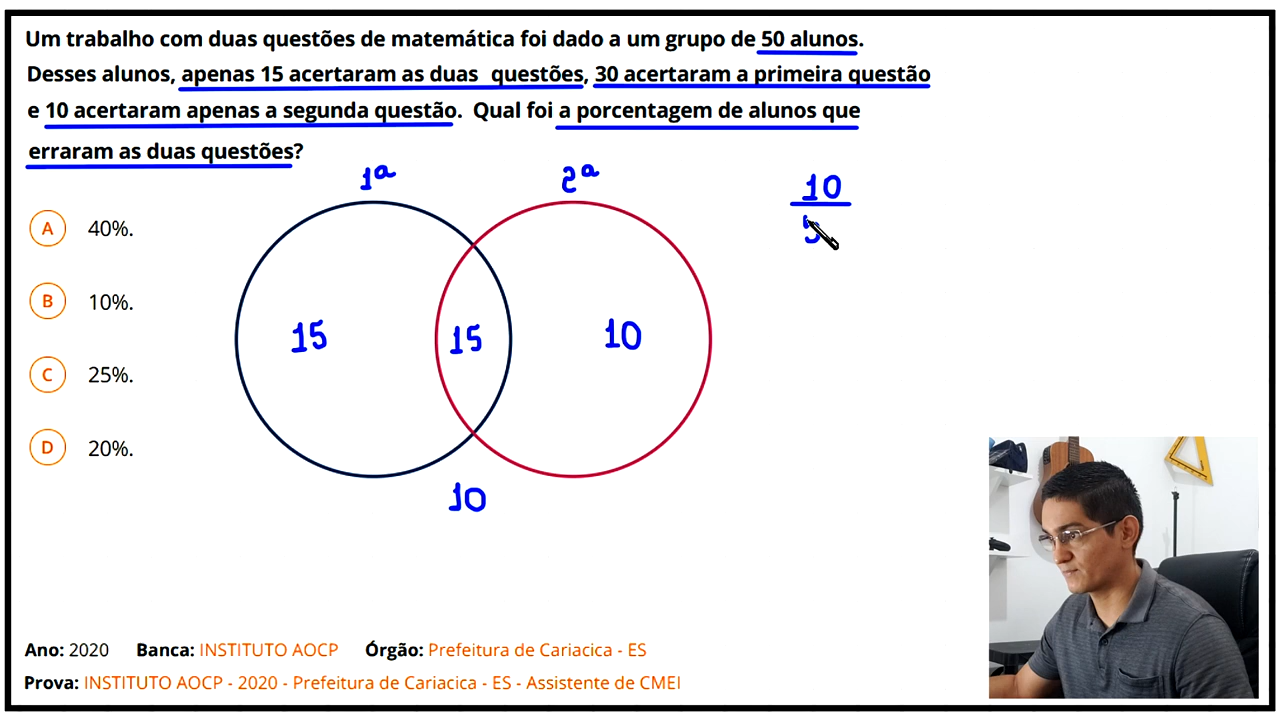 Um trabalho com duas questões de matemática foi dado a um grupo de 50 alunos.
Desses alunos, apenas 15 acertaram as duas questões, 30 acertaram a primeira questão
e 10 acertaram apenas a segunda questão. Qual foi a porcentagem de alunos que
erraram as duas questões?
1ª 2ª
10
5
A 40%.
B 10%.
15 15 10
C 25%.
D 20%.
10
Ano: 2020 Banca: INSTITUTO AOCP Órgão: Prefeitura de Cariacica - ES
Prova: INSTITUTO AOCP - 2020 - Prefeitura de Cariacica - ES - Assistente de CMEI